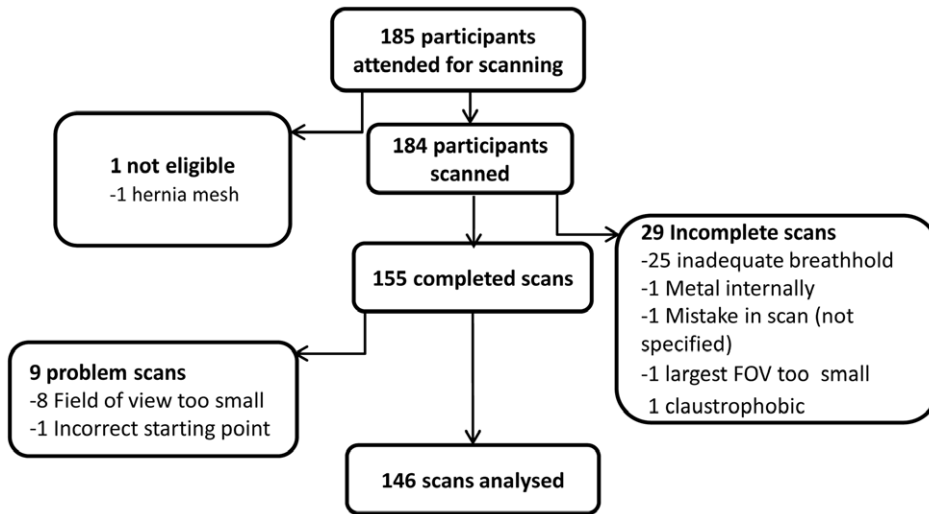 185 participants
attended for scanning
1 not eligible
-1 hernia mesh
184 participants
scanned
29 Incomplete scans
-25 inadequate breathhold
-1 Metal internally
-1 Mistake in scan (not
specified)
-1 largest FOV too  small
1 claustrophobic
155 completed scans
9 problem scans
-8 Field of view too small
-1 Incorrect starting point
146 scans analysed